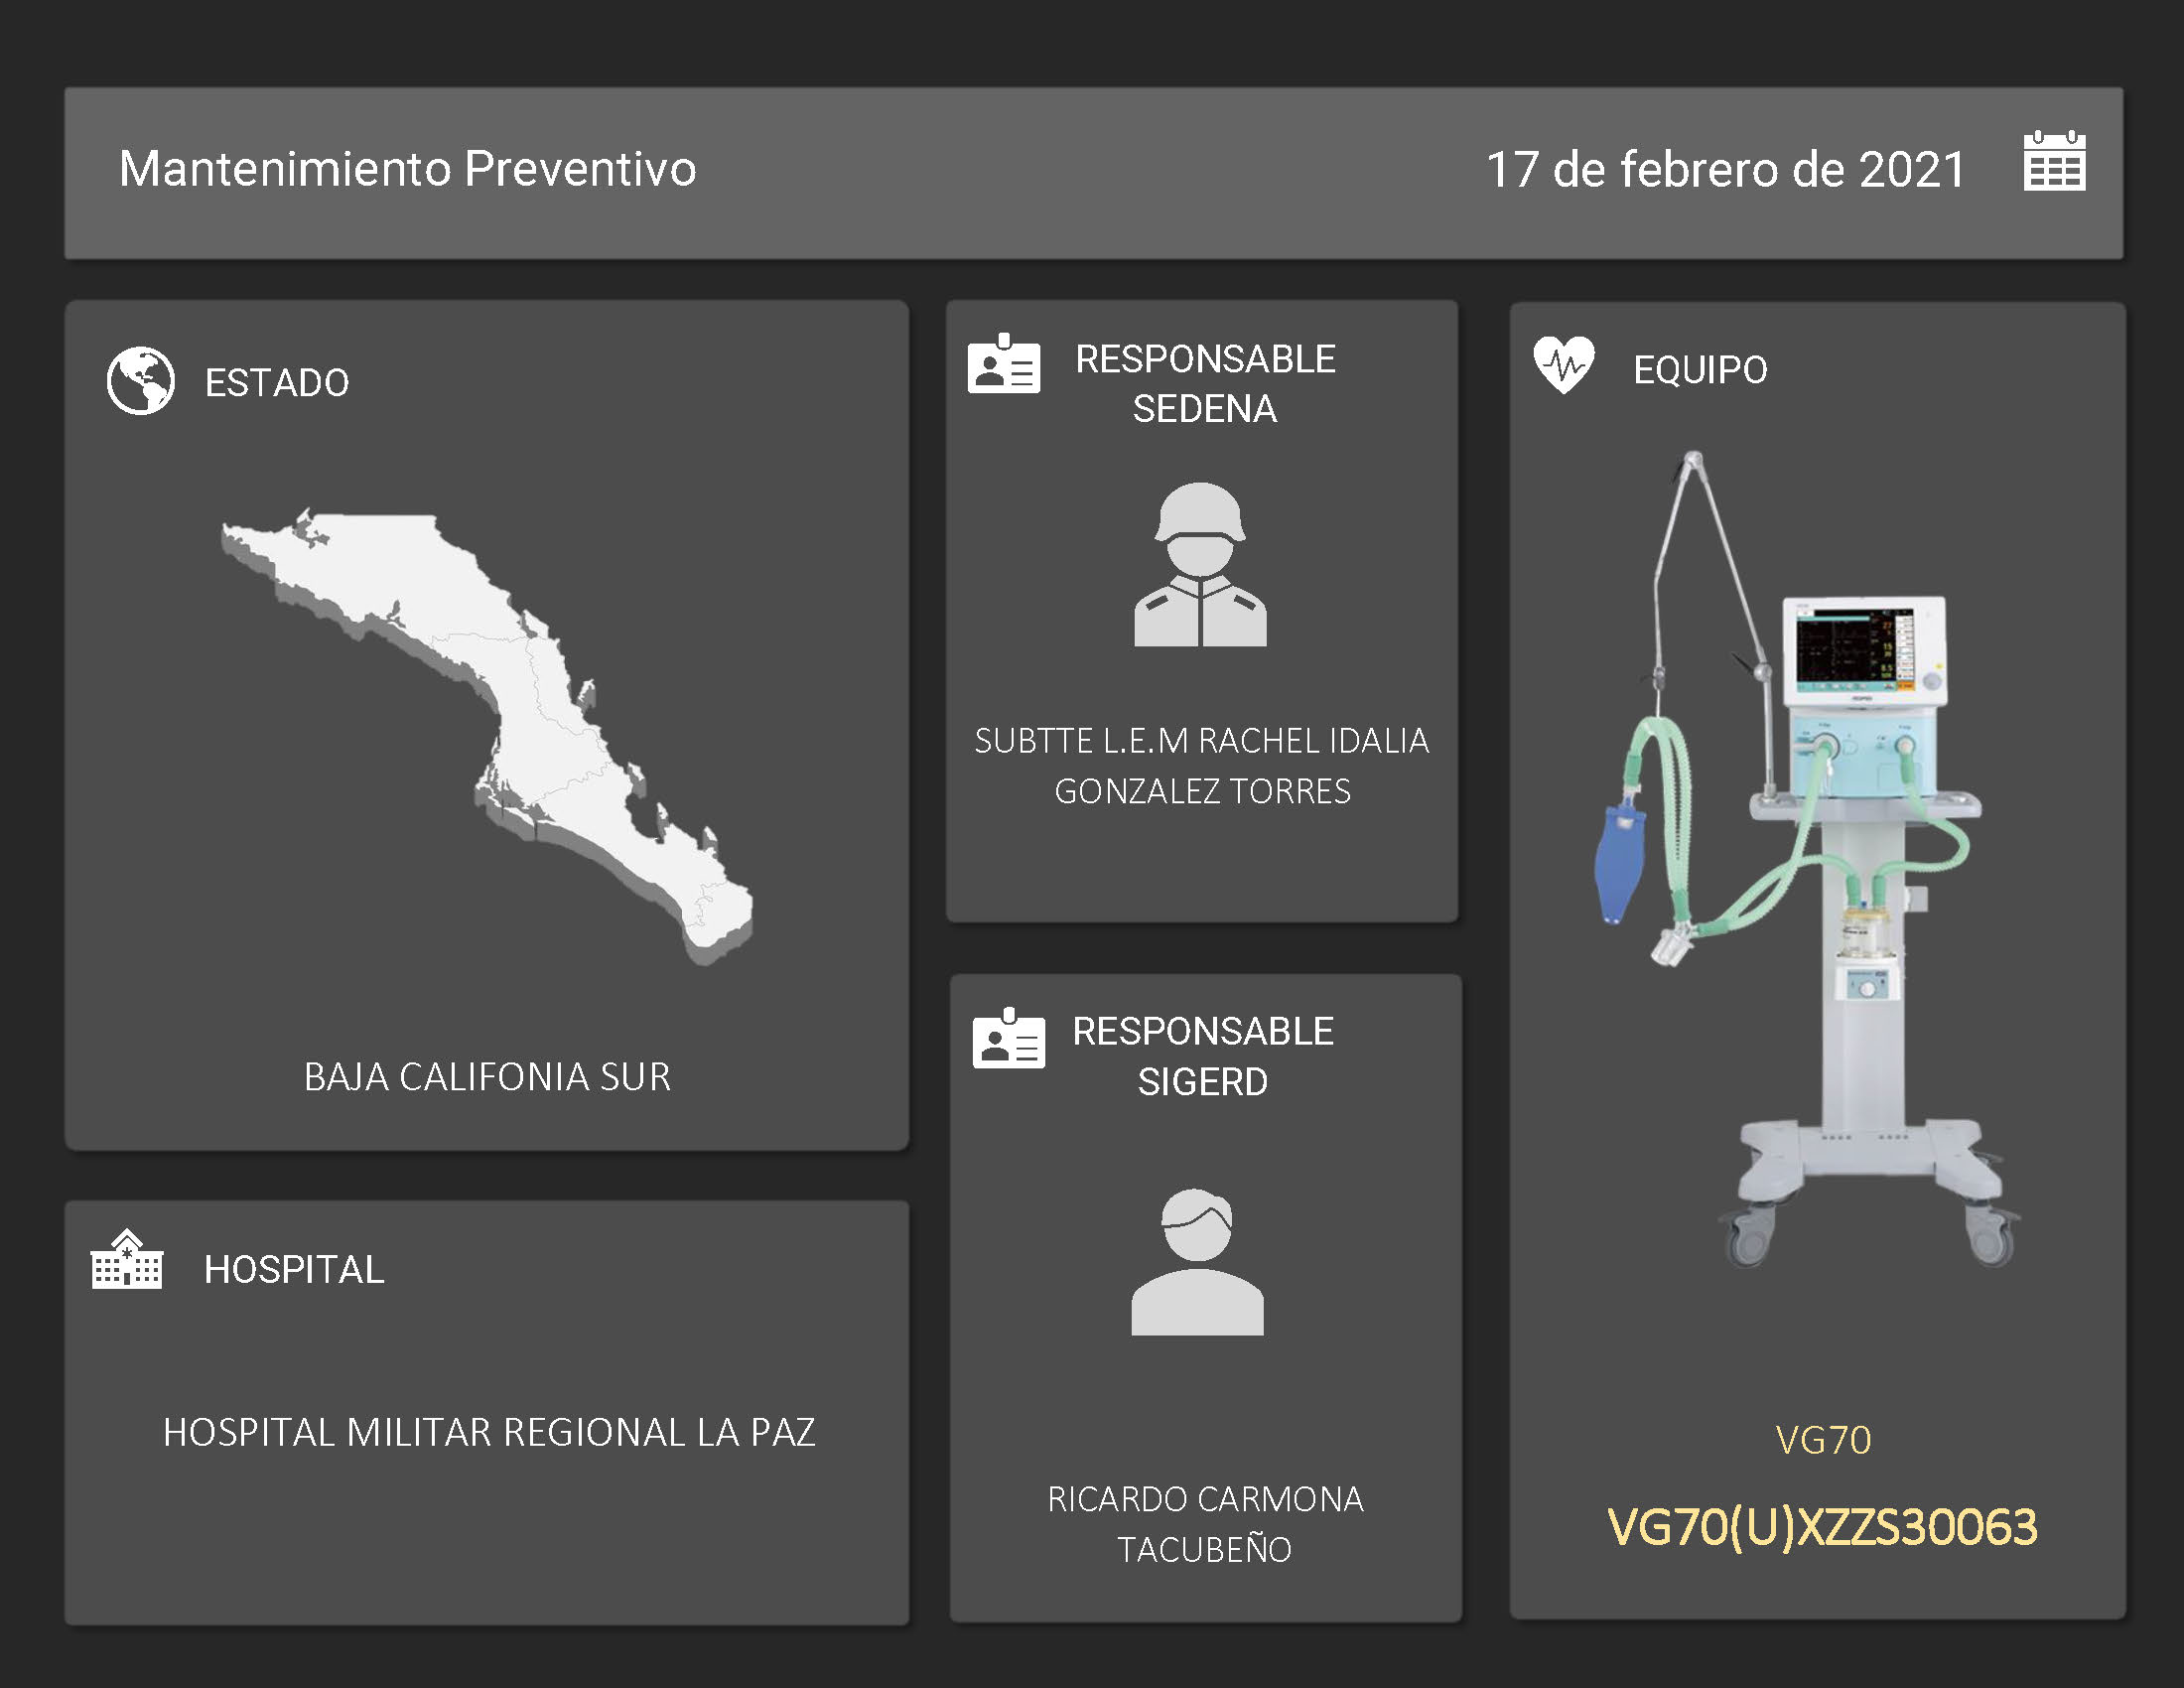 Mantenimiento Preventivo
17 de febrero de 2021
ESTADO
BAJA CALIFONIA SUR
HOSPITAL
HOSPITAL MILITAR REGIONAL LA PAZ
RESPONSABLE
SEDENA
SUBTTE L.E.M RACHEL IDALIA
GONZALEZ TORRES
RESPONSABLE
SIGERD
RICARDO CARMONA
TACUBEÑO
EQUIPO
VG70
VG70(U)XZZS30063